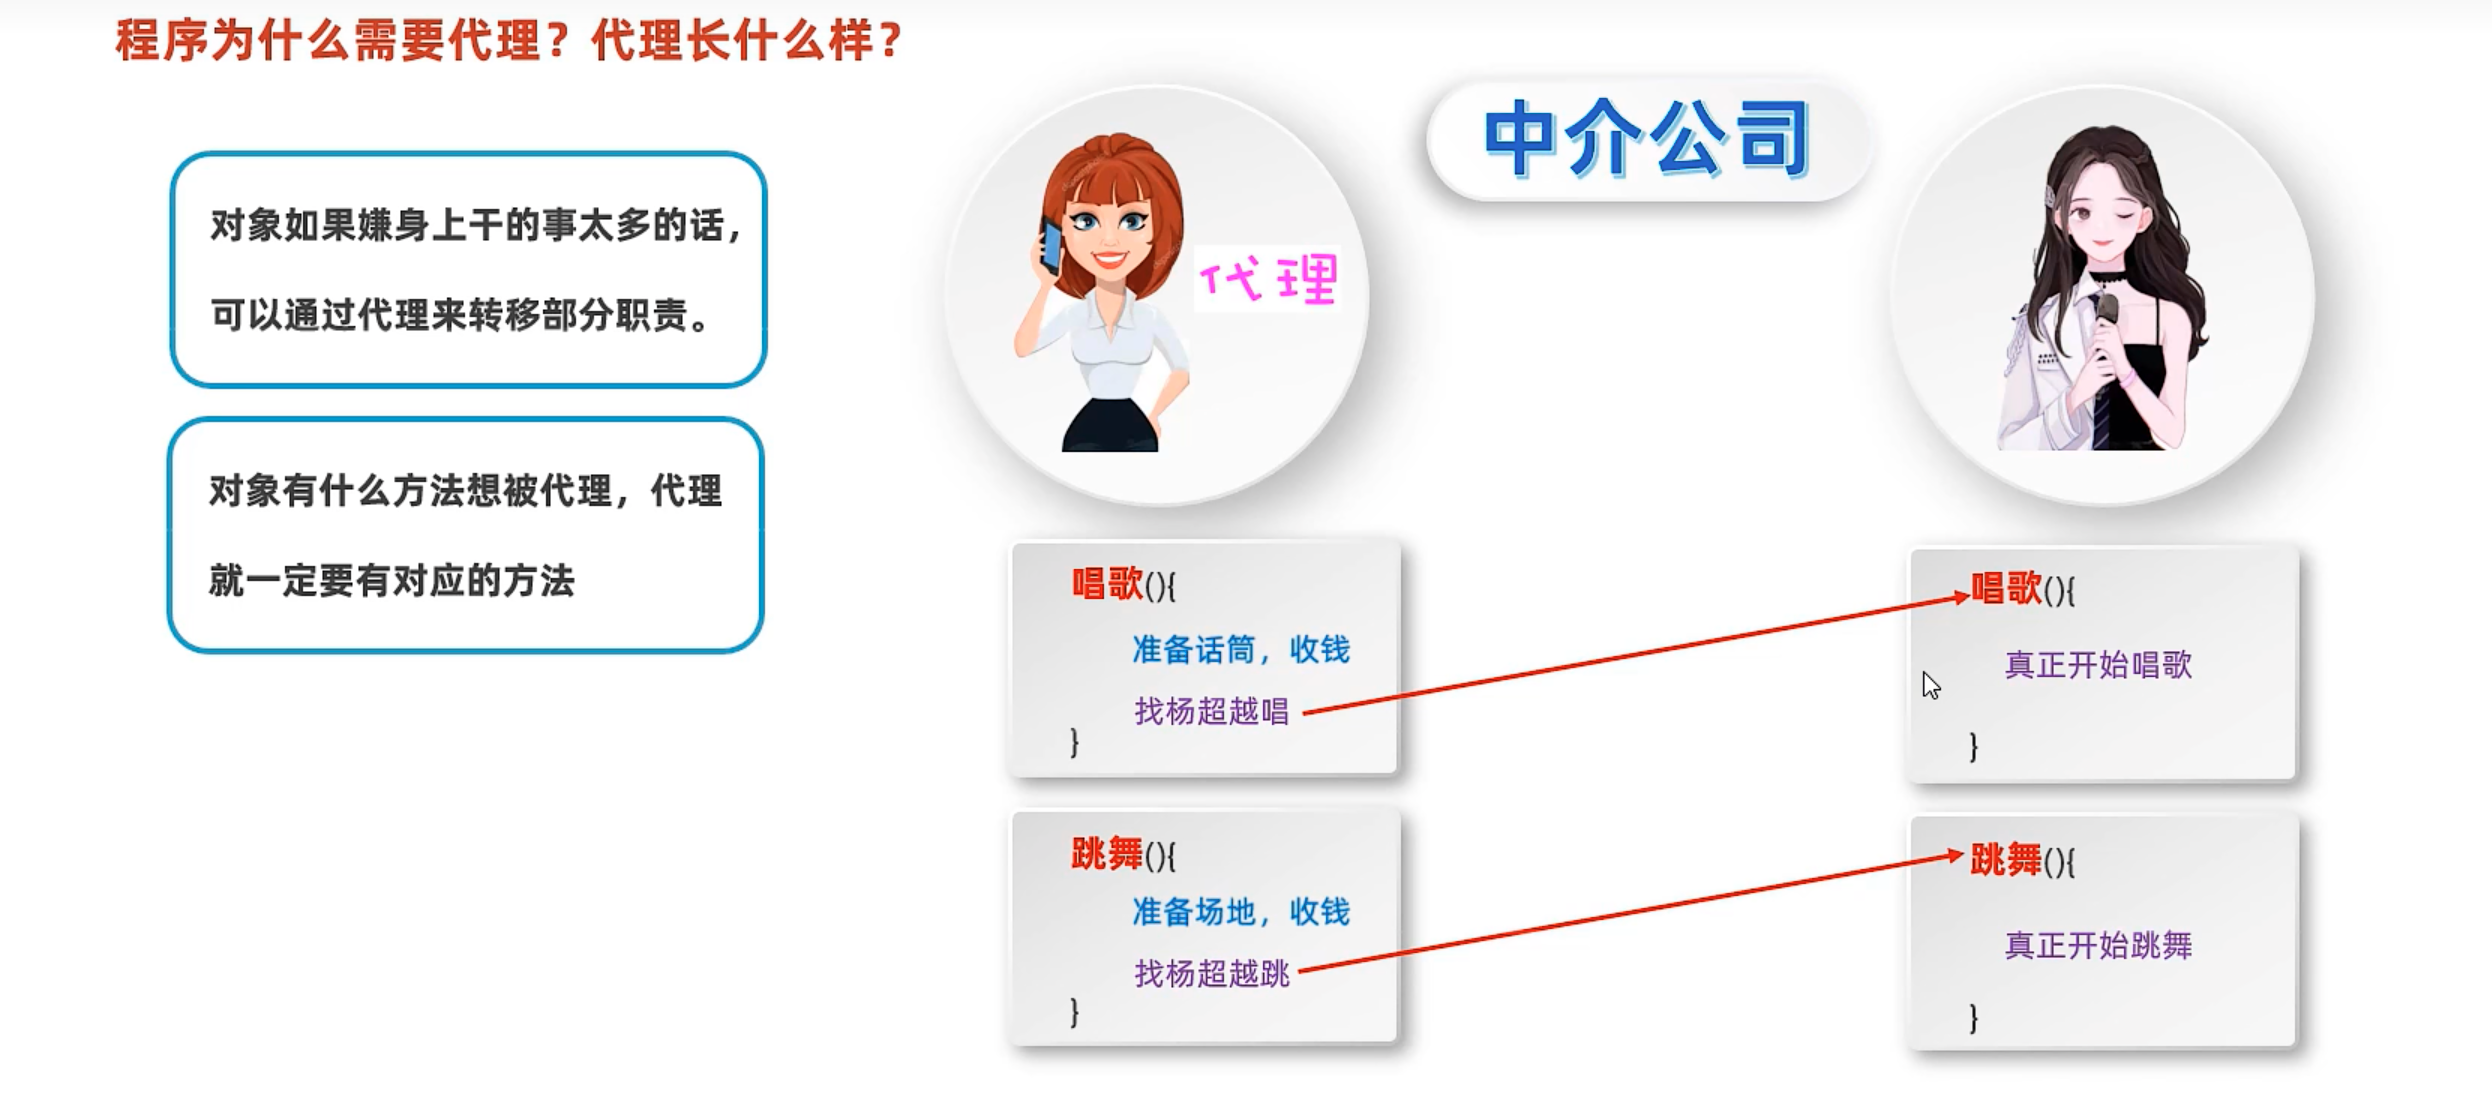 程序为什么需要代理？代理长什么样？
对象如果嫌身上干的事太多的话，
可以通过代理来转移部分职责。
对象有什么方法想被代理，代理
就一定要有对应的方法
中介公司
代理
唱歌(){
准备话筒，收钱
找杨超越唱
}
跳舞(){
准备场地，收钱
找杨超越跳
}
唱歌(){
真正开始唱歌
}
跳舞(){
真正开始跳舞
}